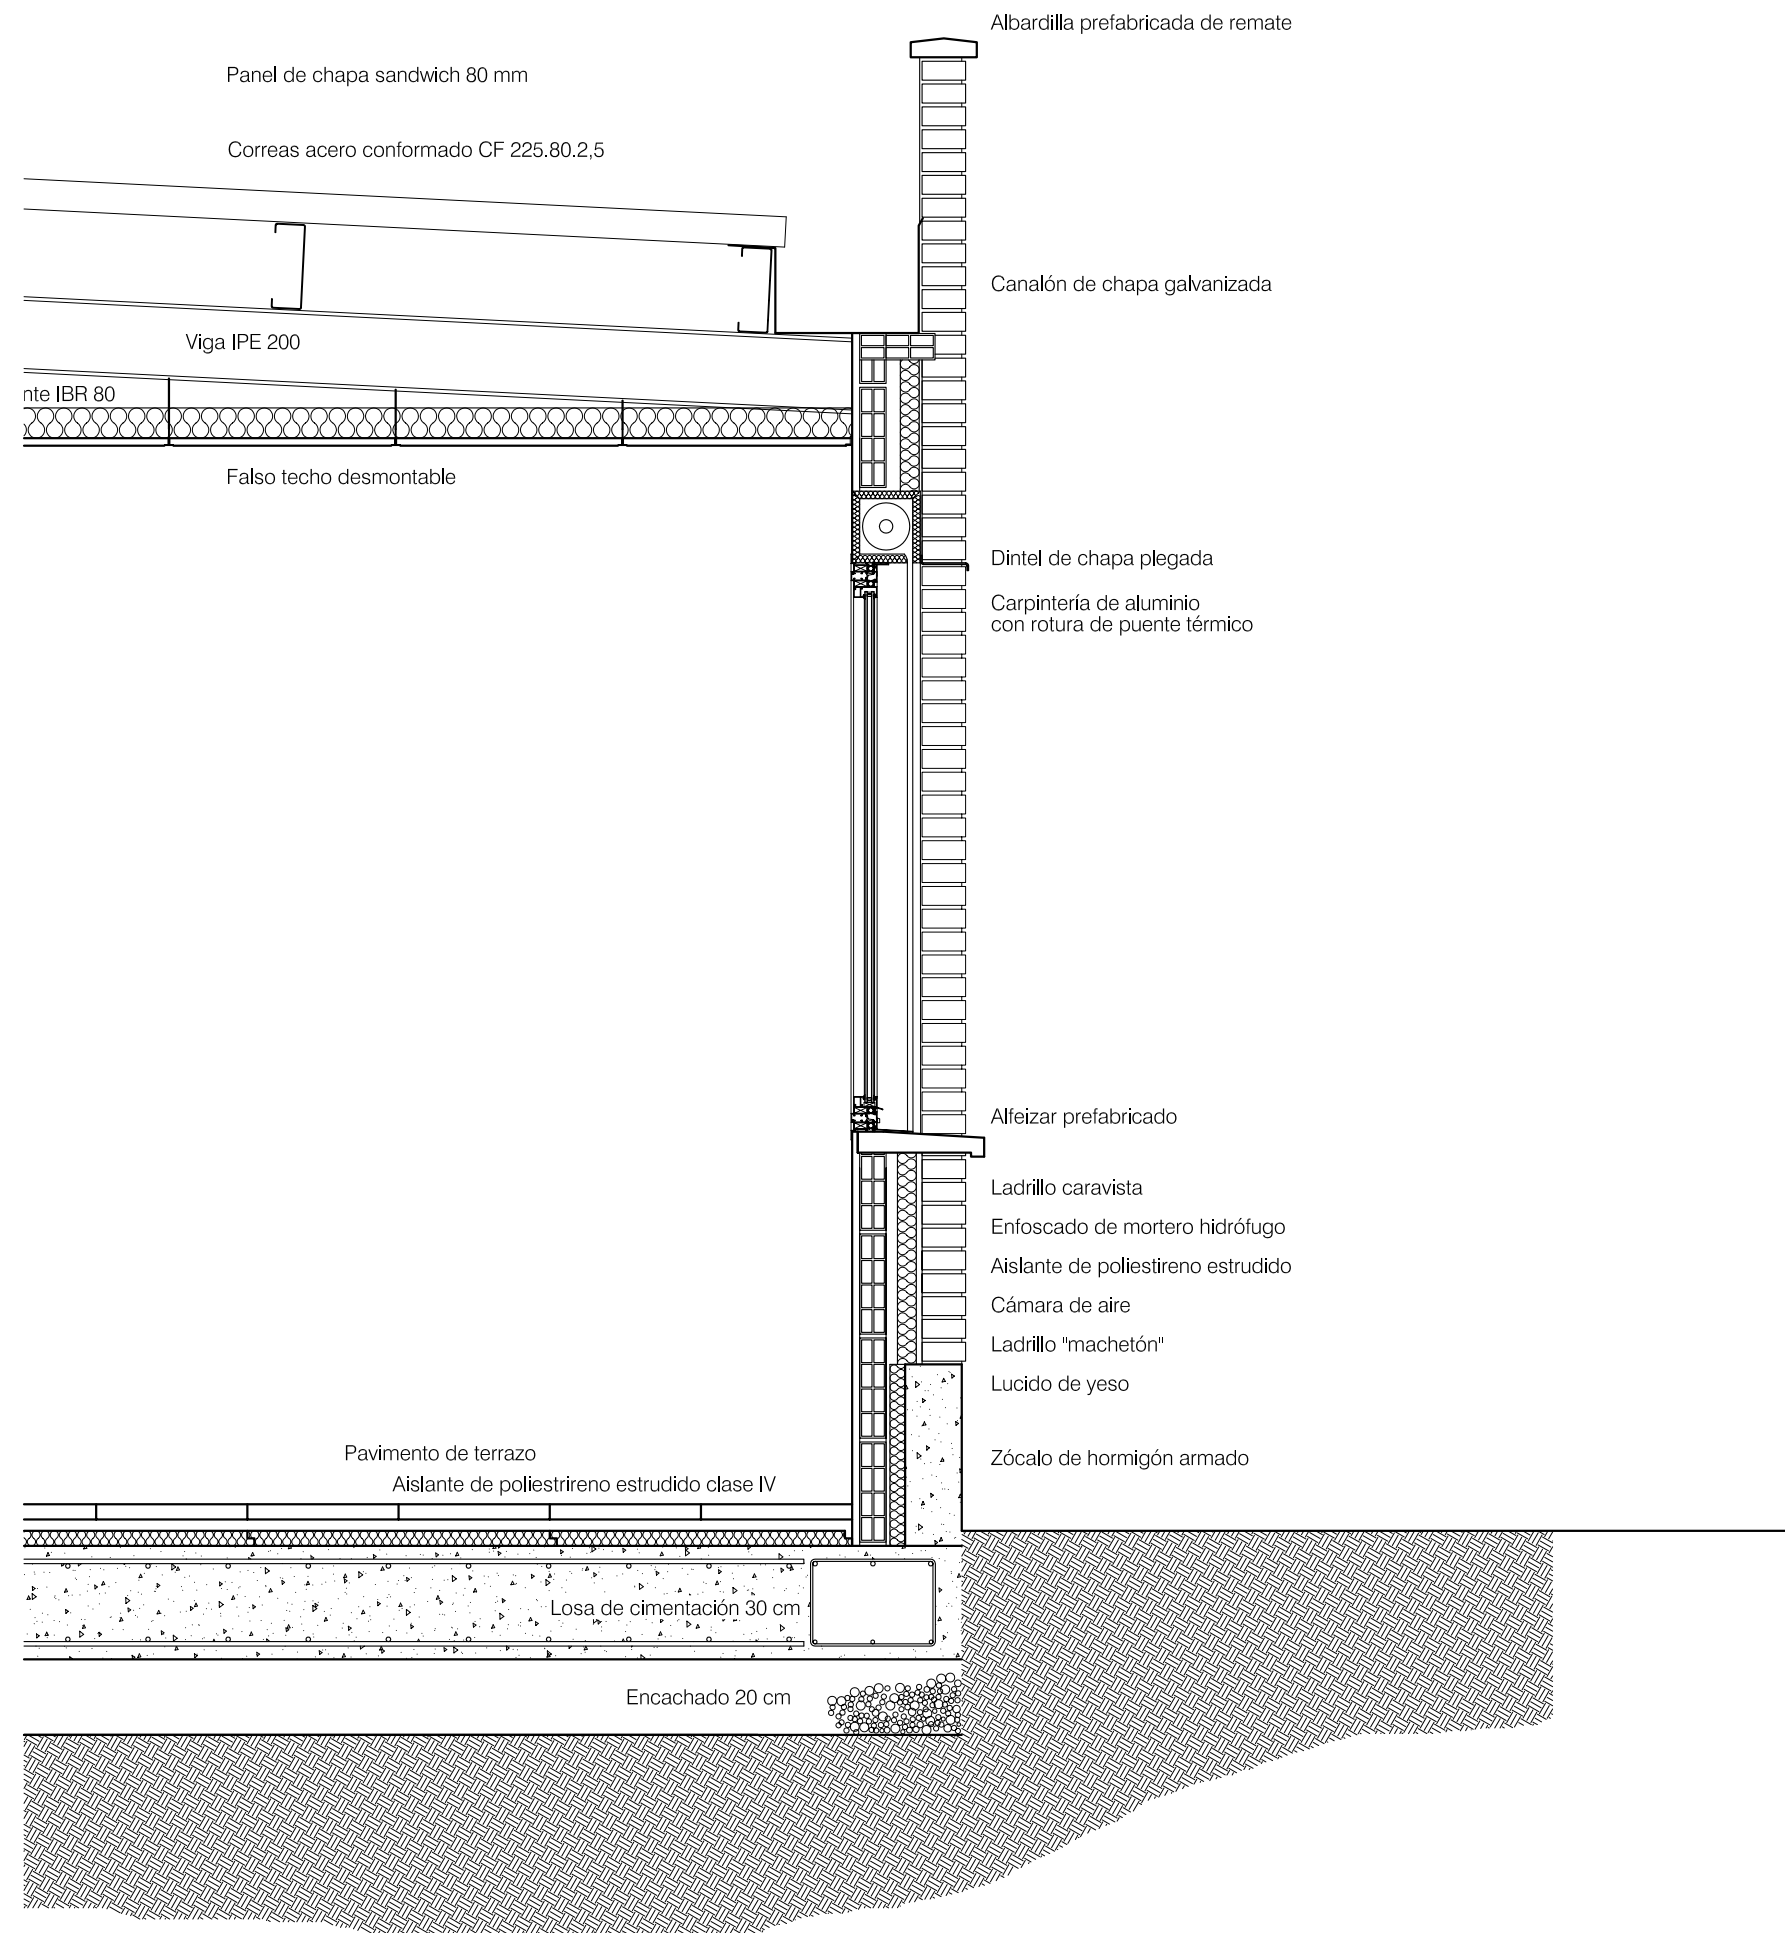 Albardilla prefabricada de remate
Panel de chapa sandwich 80 mm
Correas acero conformado CF 225.80.2,5
Canalón de chapa galvanizada
Viga IPE 200
nte IBR 80
Falso techo desmontable
Dintel de chapa plegada
Carpintería de aluminio
con rotura de puente térmico
Alfeizar prefabricado
Ladrillo caravista
Enfoscado de mortero hidrófugo
Aislante de poliestireno estrudido
Cámara de aire
Ladrillo "machetón"
Lucido de yeso
Pavimento de terrazo
Zócalo de hormigón armado
Aislante de poliestrireno estrudido clase IV
Losa de cimentación 30 cm
Encachado 20 cm